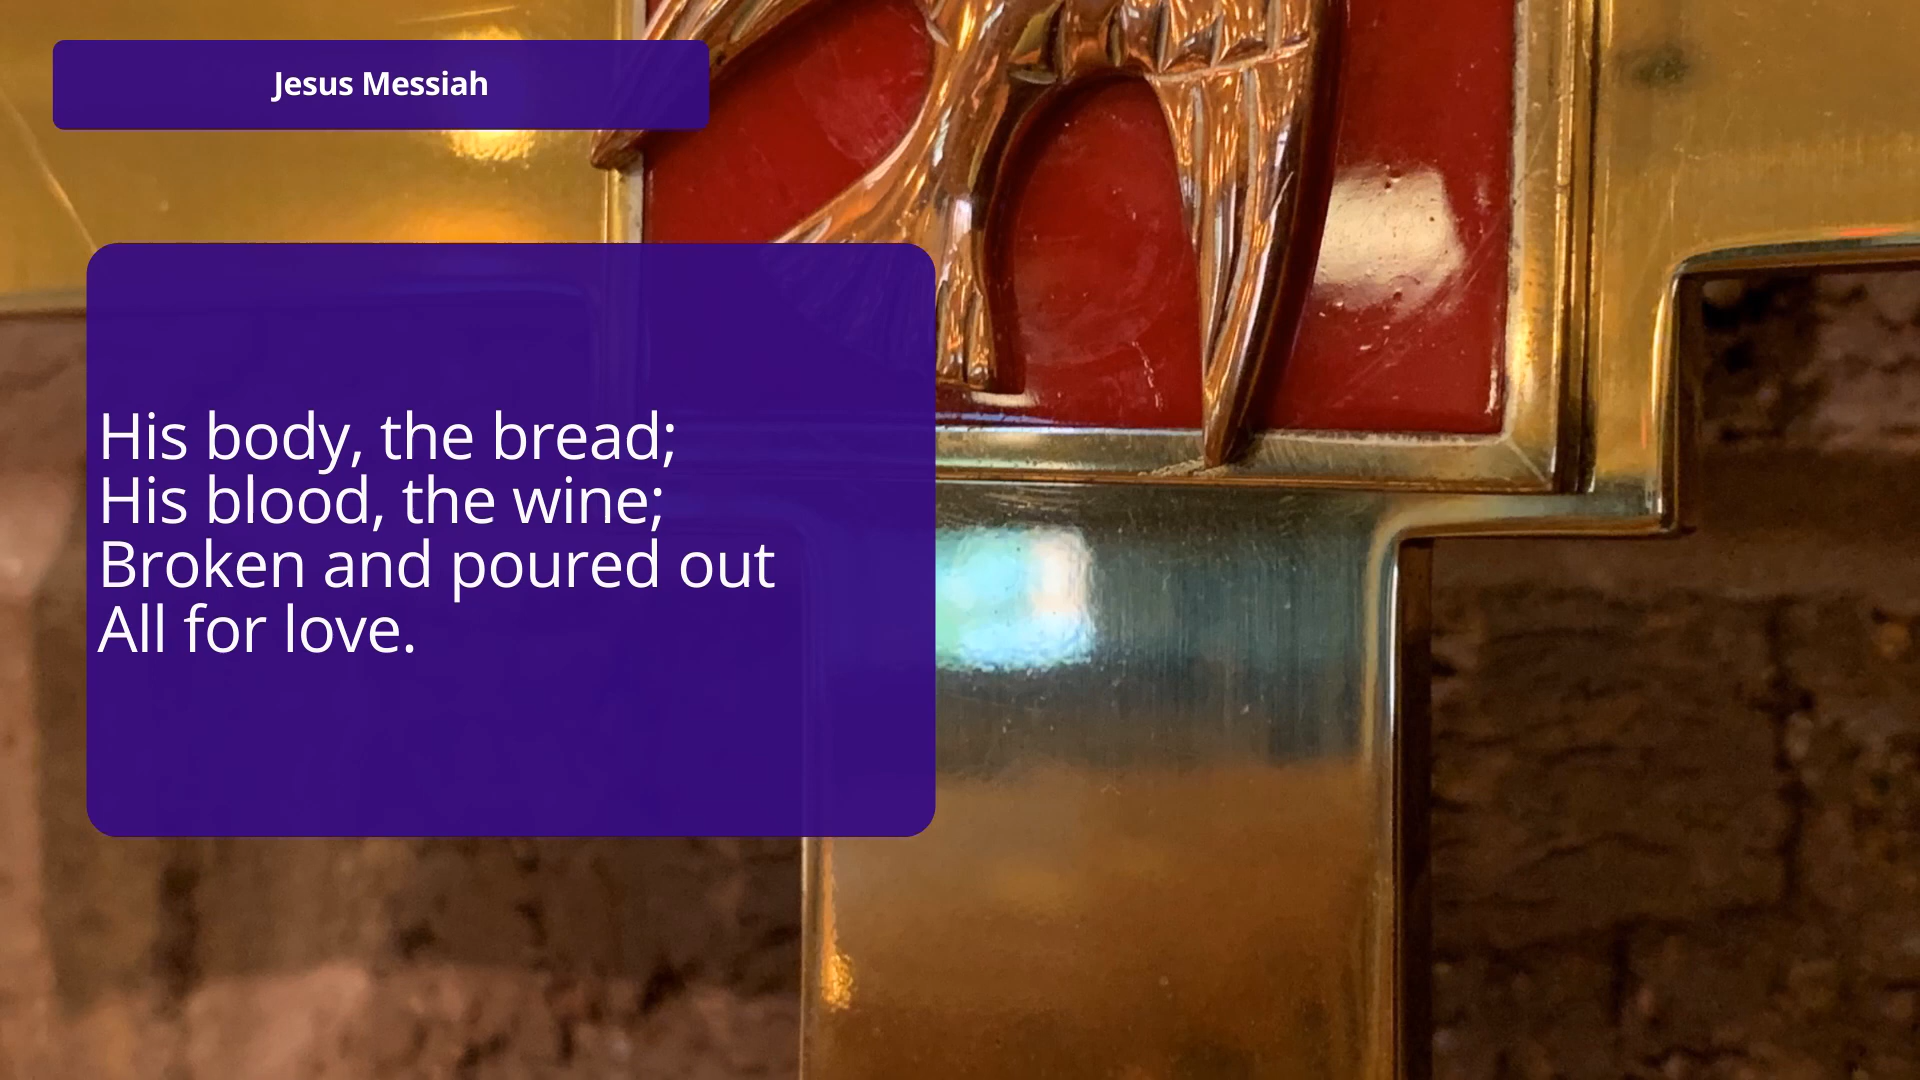 Jesus Messiah
His body, the bread;
His blood, the wine;
Broken and poured out
All for love.